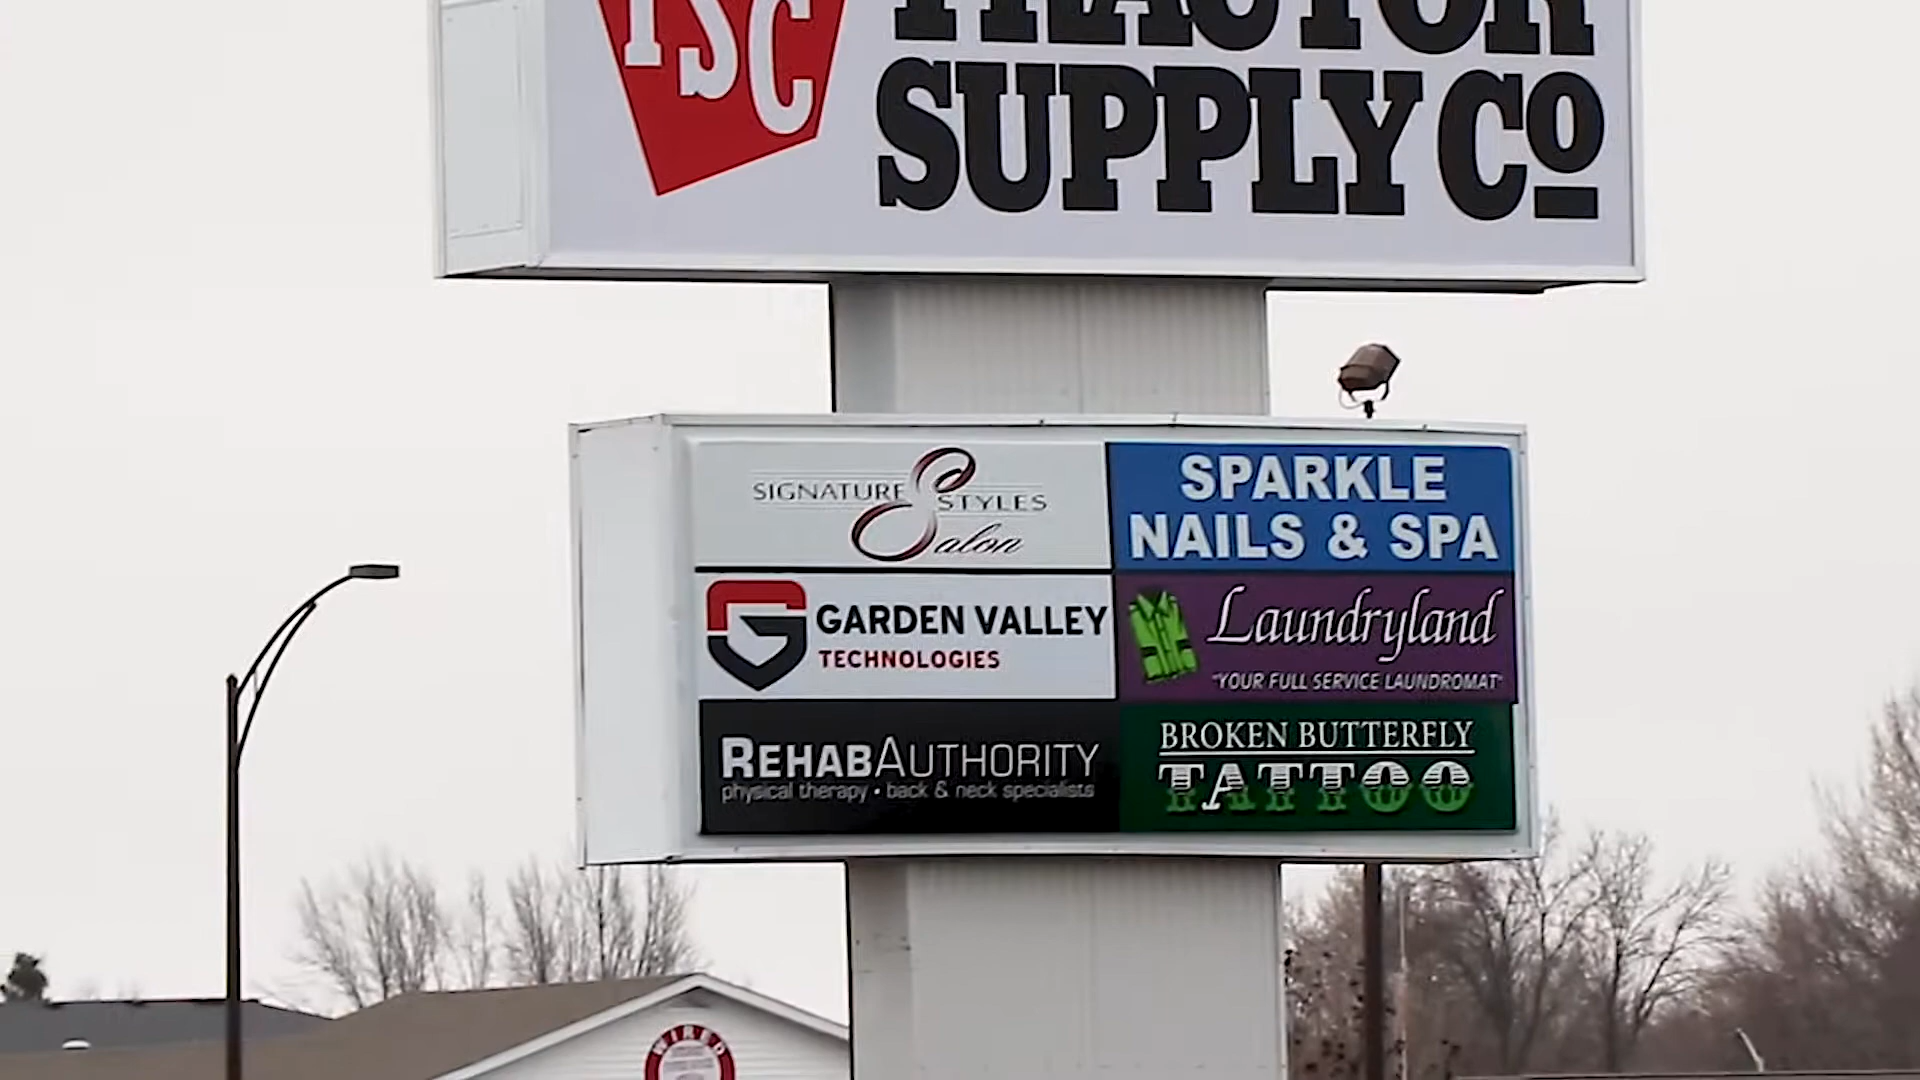 TSC
TRACTOR
SUPPLY Co
SIGNATURE STYLES
Salon
SPARKLE
NAILS & SPA
GARDEN VALLEY
TECHNOLOGIES
Laundryland
"YOUR FULL SERVICE LAUNDROMAT"
REHABAUTHORITY
physical therapy • back & neck specialists
BROKEN BUTTERFLY
TATTOO
WIRED